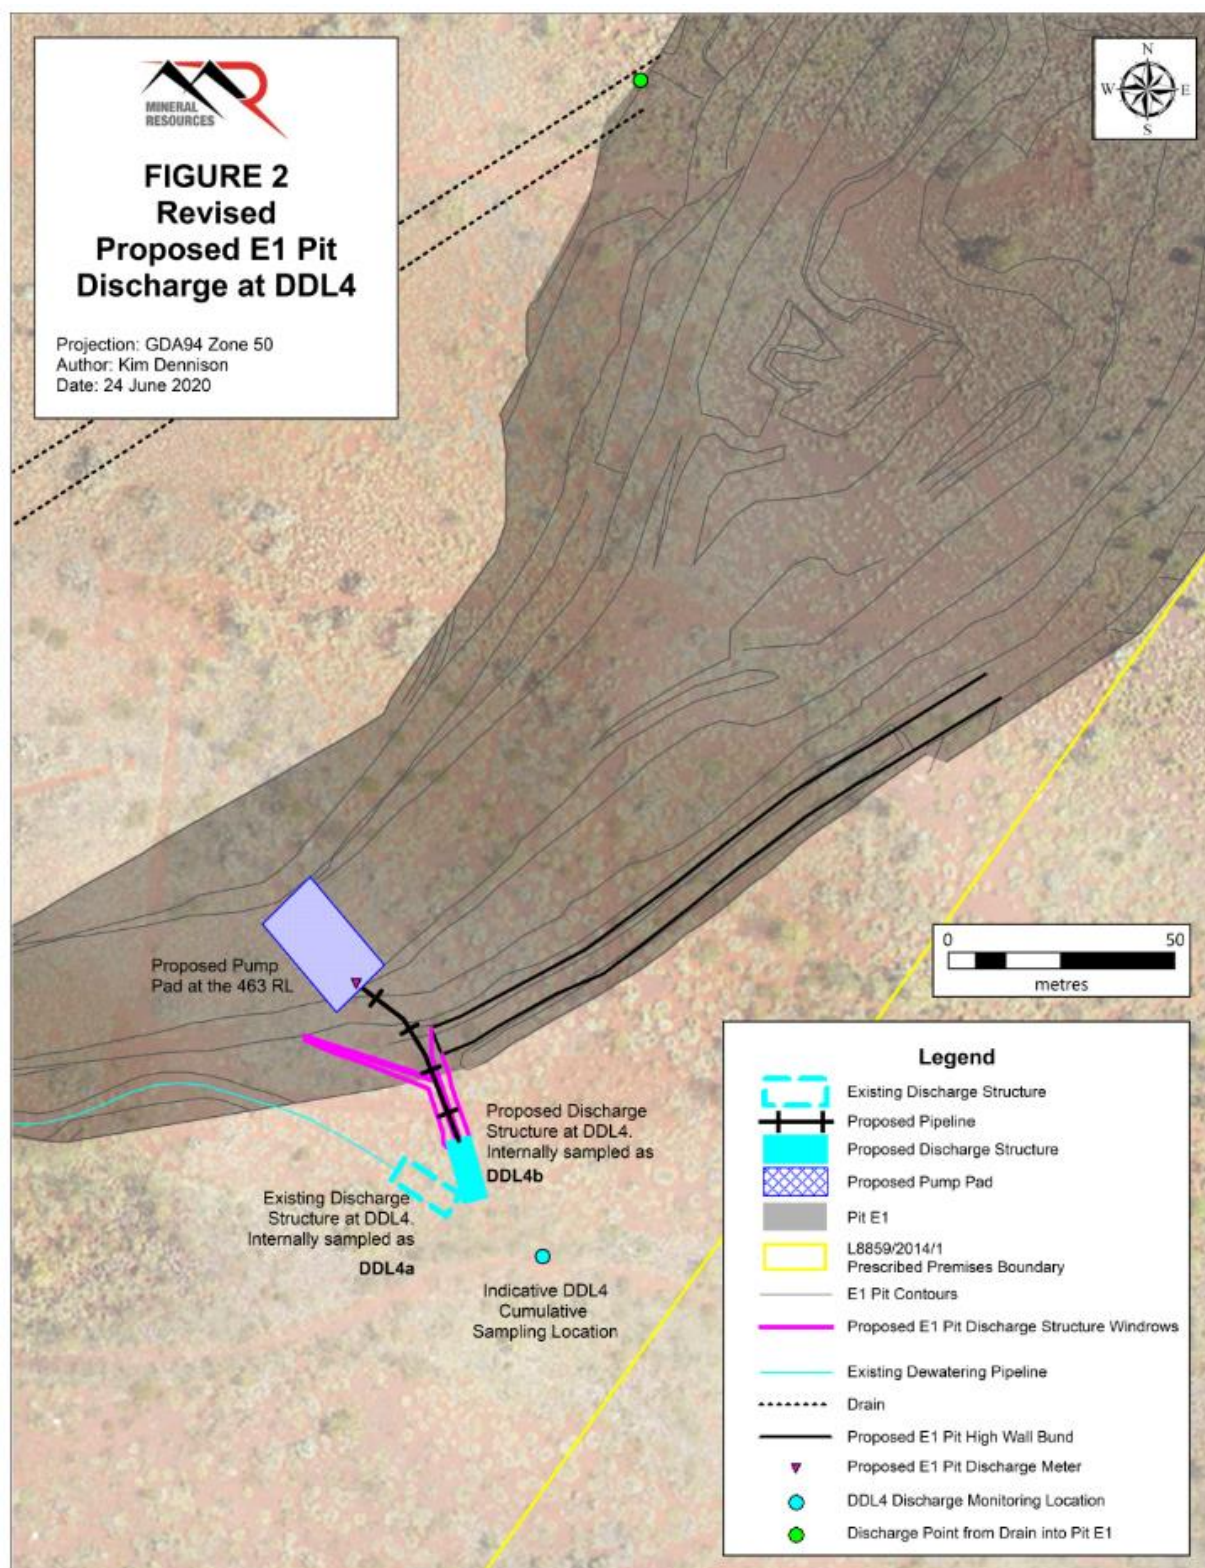 MINERAL
RESOURCES
FIGURE 2
Revised
Proposed E1 Pit
Discharge at DDL4
Projection: GDA94 Zone 50
Author: Kim Dennison
Date: 24 June 2020
N
W
E
S
Proposed Pump
Pad at the 463 RL
0
50
metres
Proposed Discharge
Structure at DDL4.
Internally sampled as
DDL4b
Existing Discharge
Structure at DDL4.
Internally sampled as
DDL4a
Indicative DDL4
Cumulative
Sampling Location
Legend
Existing Discharge Structure
Proposed Pipeline
Proposed Discharge Structure
Proposed Pump Pad
Pit E1
L8859/2014/1
Prescribed Premises Boundary
E1 Pit Contours
Proposed E1 Pit Discharge Structure Windrows
Existing Dewatering Pipeline
Drain
Proposed E1 Pit High Wall Bund
Proposed E1 Pit Discharge Meter
DDL4 Discharge Monitoring Location
Discharge Point from Drain into Pit E1